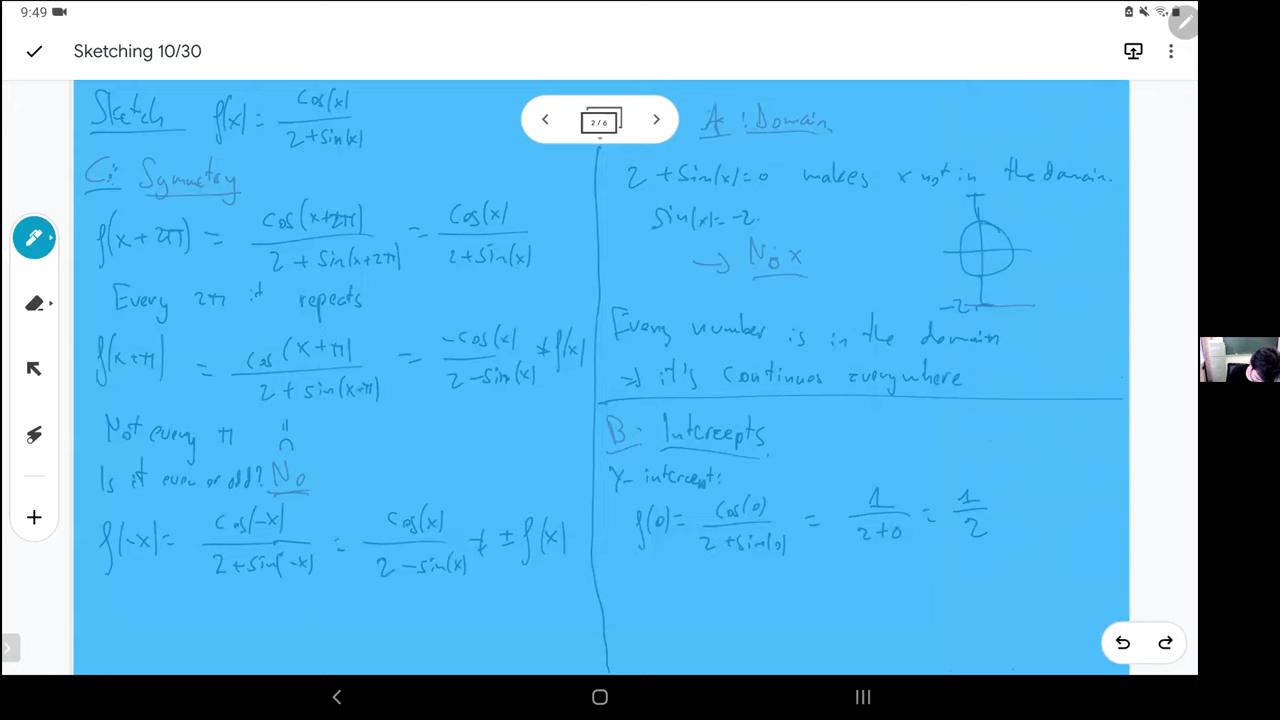 9:49
Sketching 10/30
2/6
Sketch f(x) = cos(x) / 2+sin(x)
C: Symmetry
f(x+2π) = cos(x+2π) / 2+sin(x+2π) = cos(x) / 2+sin(x)
Every 2π it repeats
f(x+π) = cos(x+π) / 2+sin(x+π) = -cos(x) / 2-sin(x) ≠ f(x)
Not every π
Is it even or odd? No
f(-x) = cos(-x) / 2+sin(-x) = cos(x) / 2-sin(x) ≠ ± f(x)
A: Domain
2+sin(x)=0 makes x not in the domain.
sin(x)=-2.
→ No x
-2
Every number is in the domain
⇒ it's continuos everywhere
B: Intercepts
Y-intercept:
f(0) = cos(0) / 2+sin(0) = 1 / 2+0 = 1/2